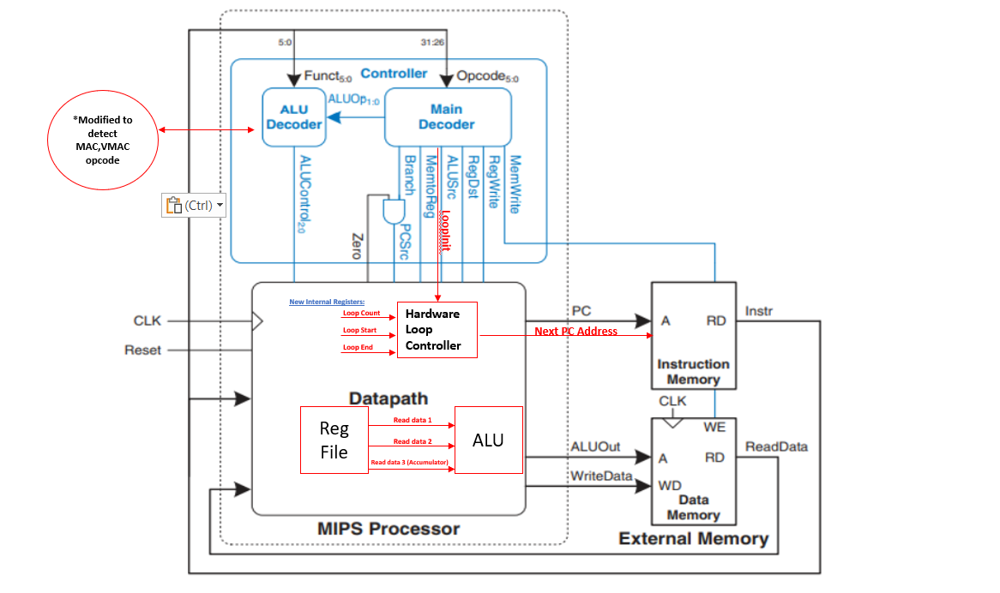 5:0
31:26
Controller
Funct5:0
Opcode5:0
ALUOp1:0
ALU
Decoder
Main
Decoder
*Modified to
detect
MAC,VMAC
opcode
(Ctrl)
ALUControl2:0
Zero
Branch
PCSrc
MemtoReg
LoopInit
ALUSrc
RegDst
RegWrite
MemWrite
New Internal Registers:
Loop Count
Loop Start
Loop End
Hardware
Loop
Controller
CLK
Reset
PC
Next PC Address
A
RD
Instr
Instruction
Memory
Datapath
Reg
File
Read data 1
Read data 2
Read data 3 (Accumulator)
ALU
CLK
WE
ALUOut
A
RD
ReadData
WriteData
WD
Data
Memory
MIPS Processor
External Memory